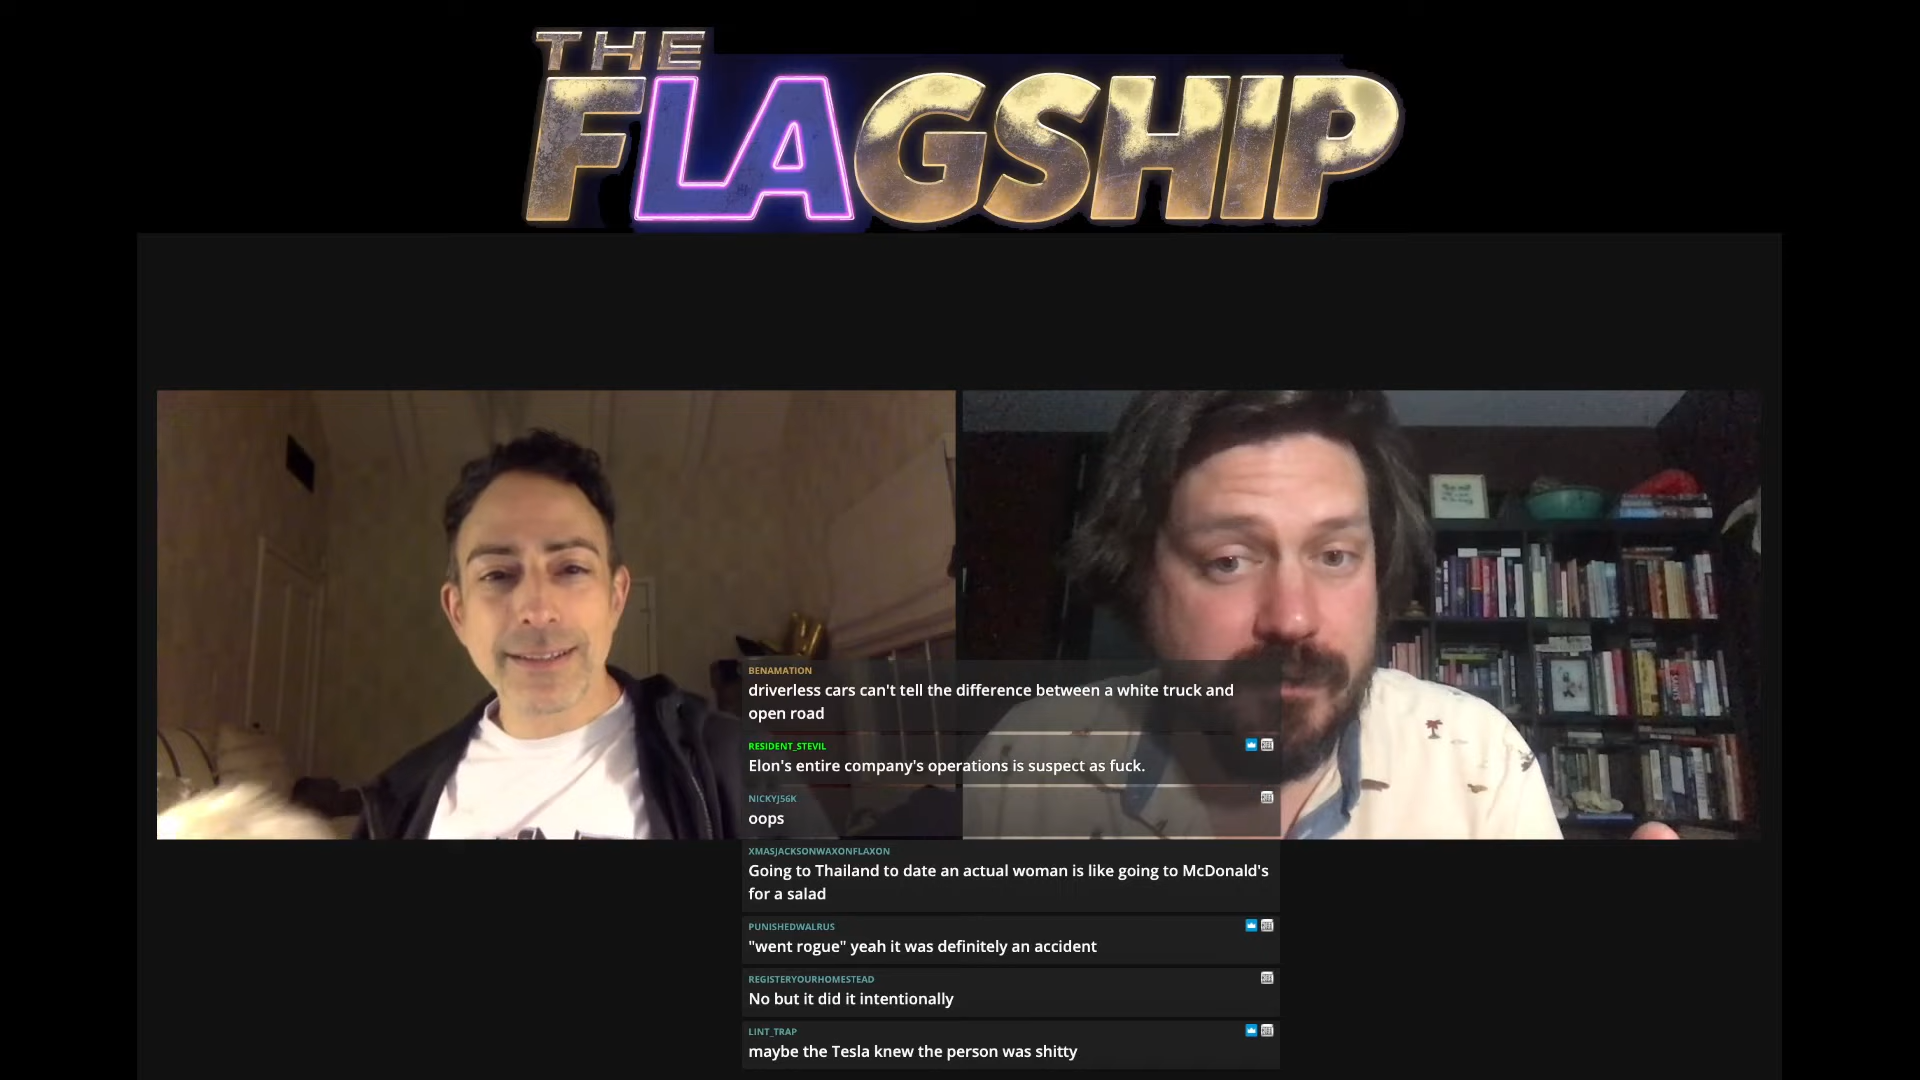 THE
FLAGSHIP
BENAMATION
driverless cars can't tell the difference between a white truck and
open road
RESIDENT_STEVIL
Elon's entire company's operations is suspect as fuck.
NICKYJ56K
oops
XMASJACKSONWAXONFLAXON
Going to Thailand to date an actual woman is like going to McDonald's
for a salad
PUNISHEDWALRUS
"went rogue" yeah it was definitely an accident
REGISTERYOURHOMESTEAD
No but it did it intentionally
LINT_TRAP
maybe the Tesla knew the person was shitty